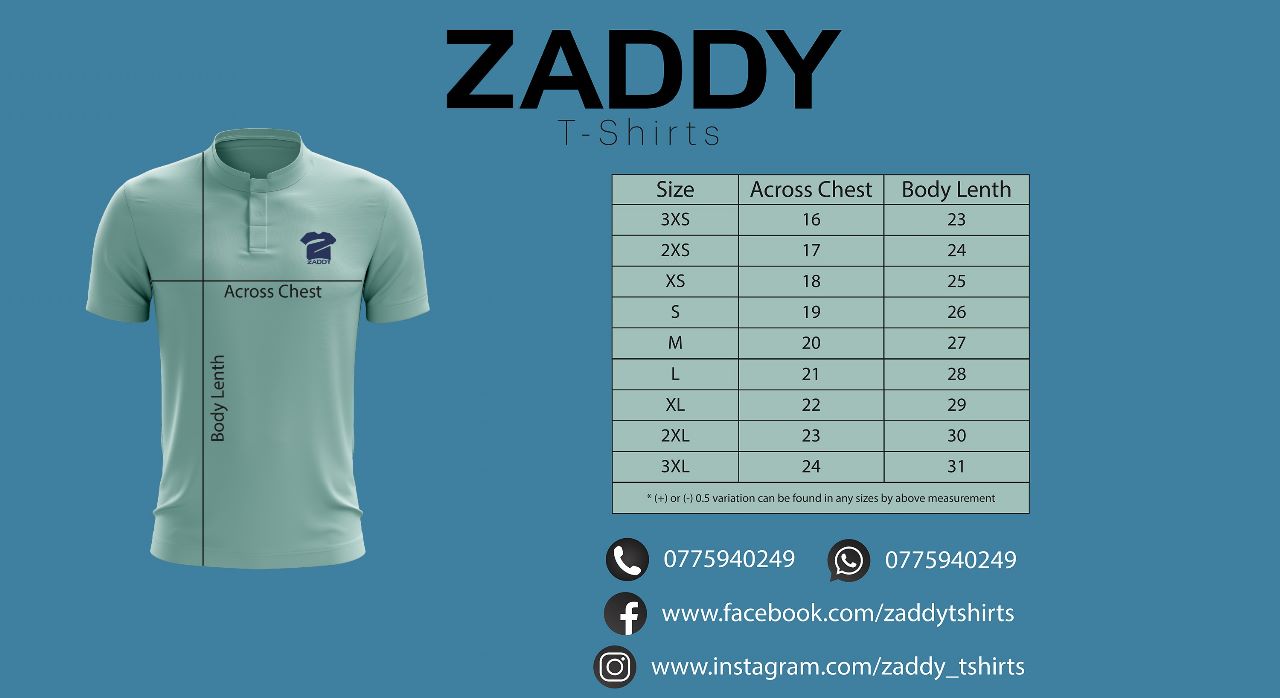 ZADDY
T-Shirts
ZADDY
Across Chest
Body Lenth
Size Across Chest Body Lenth
3XS 16 23
2XS 17 24
XS 18 25
S 19 26
M 20 27
L 21 28
XL 22 29
2XL 23 30
3XL 24 31
* (+) or (-) 0.5 variation can be found in any sizes by above measurement
0775940249 0775940249
www.facebook.com/zaddytshirts
www.instagram.com/zaddy_tshirts